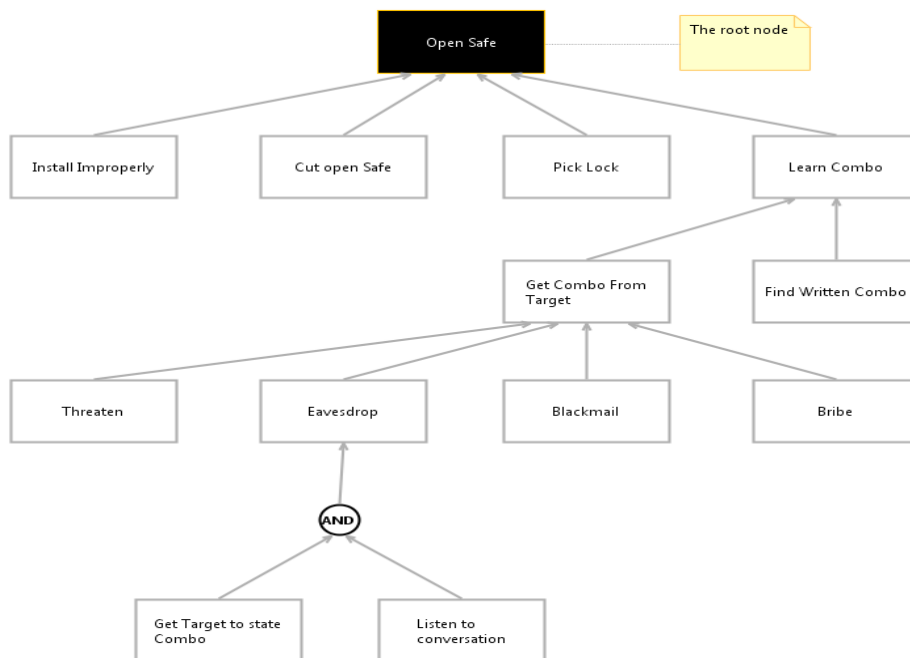 Open Safe
The root node
Install Improperly
Cut open Safe
Pick Lock
Learn Combo
Get Combo From
Target
Find Written Combo
Threaten
Eavesdrop
Blackmail
Bribe
AND
Get Target to state
Combo
Listen to
conversation